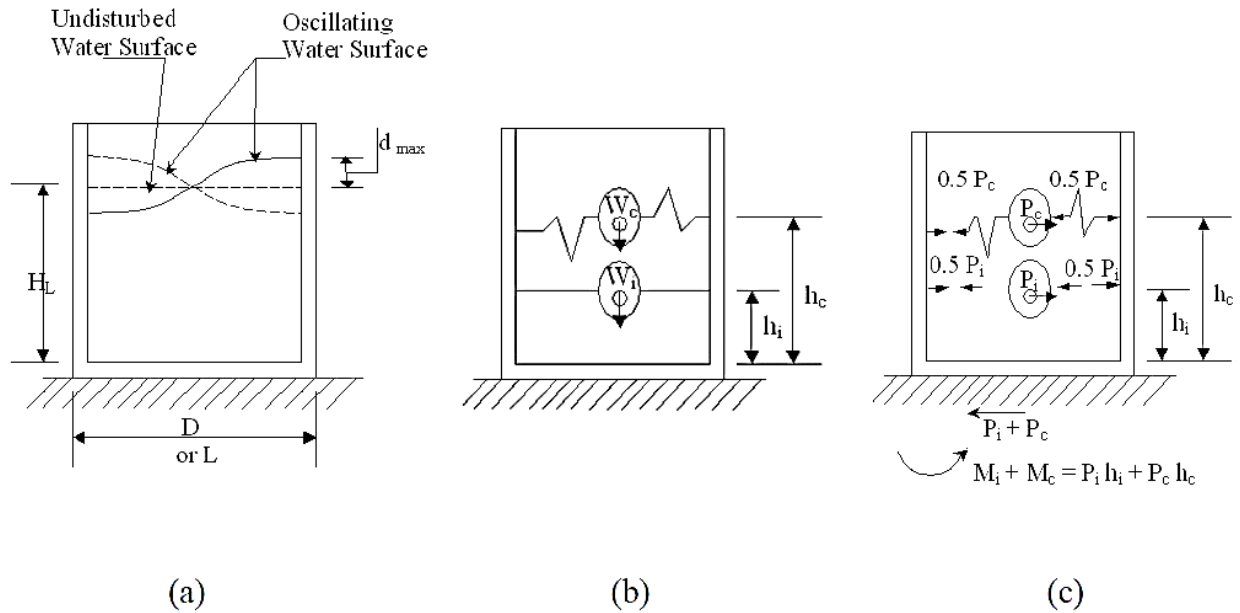 Undisturbed
Water Surface
Oscillating
Water Surface
d max
H_L
D
or L
W_c
W_i
h_i
h_c
0.5 P_c
0.5 P_c
P_c
0.5 P_i
0.5 P_i
P_i
h_i
h_c
P_i + P_c
M_i + M_c = P_i h_i + P_c h_c
(a)
(b)
(c)